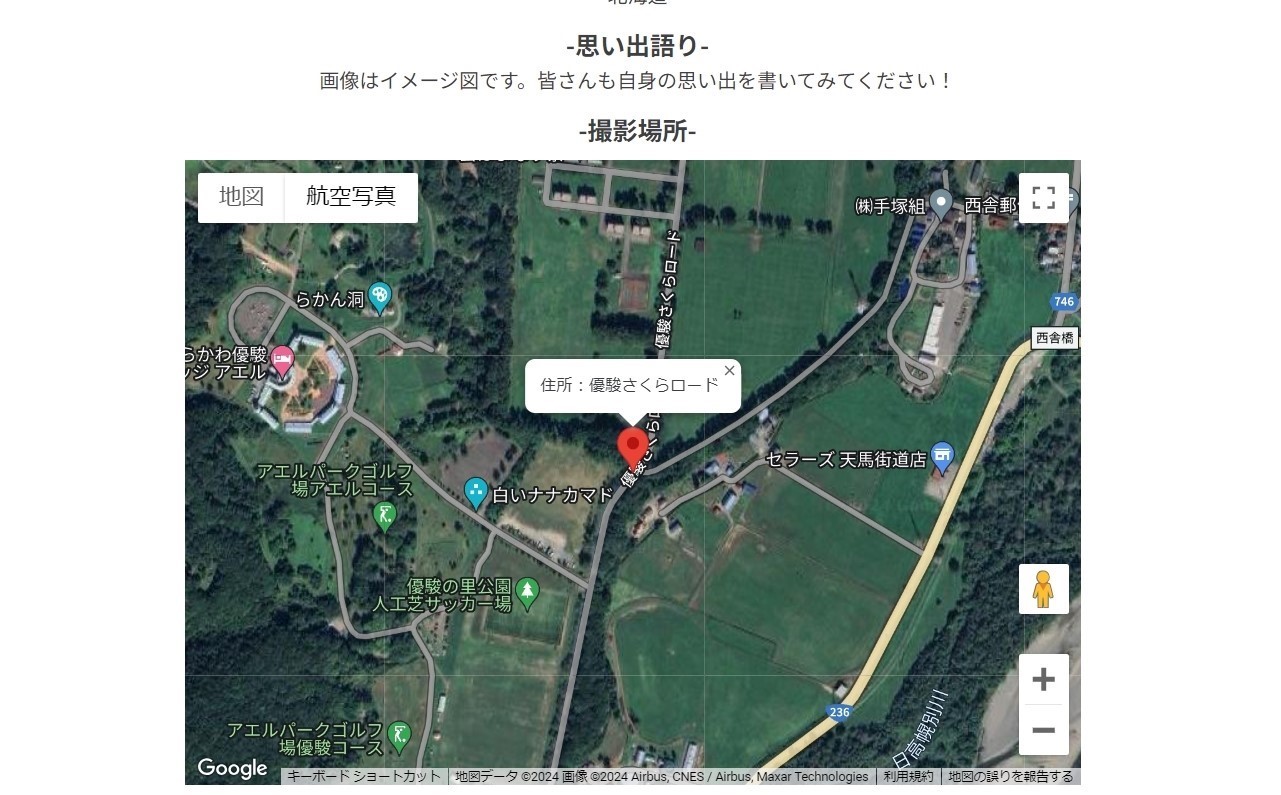 北海道
-思い出語り-
画像はイメージ図です。皆さんも自身の思い出を書いてみてください！
-撮影場所-
地図
航空写真
㈱手塚組
西舎郵
746
西舎橋
優駿さくらロード
らかん洞
らかわ優駿
ッジ アエル
×
住所：優駿さくらロード
アエルパークゴルフ
場アエルコース
白いナナカマド
セラーズ 天馬街道店
優駿の里公園
人工芝サッカー場
236
日高幌別川
アエルパークゴルフ
場優駿コース
Google
キーボード ショートカット
地図データ ©2024 画像 ©2024 Airbus, CNES / Airbus, Maxar Technologies
利用規約
地図の誤りを報告する